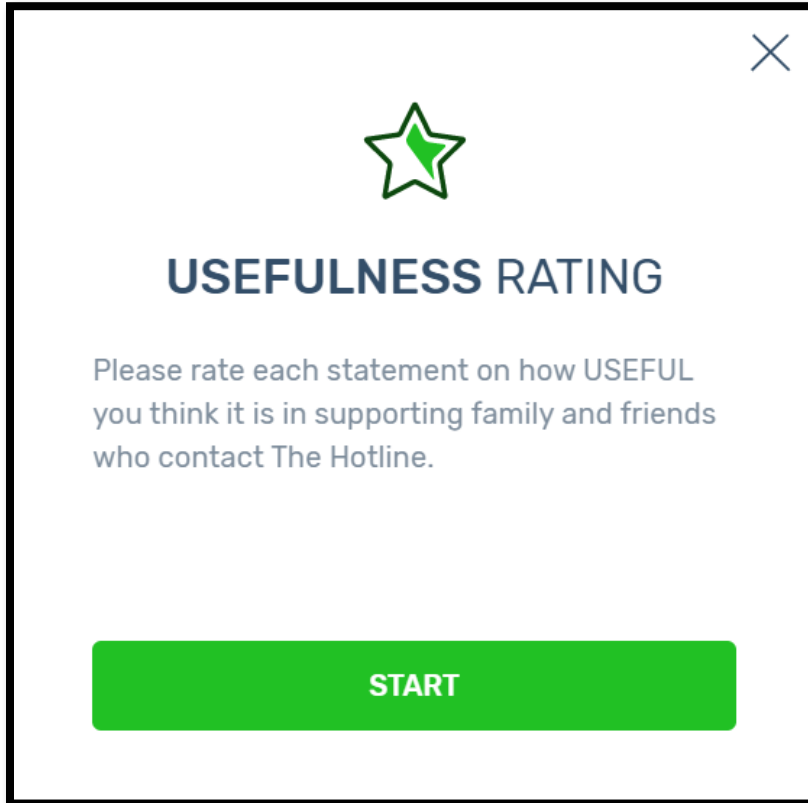 USEFULNESS RATING
Please rate each statement on how USEFUL
you think it is in supporting family and friends
who contact The Hotline.
START